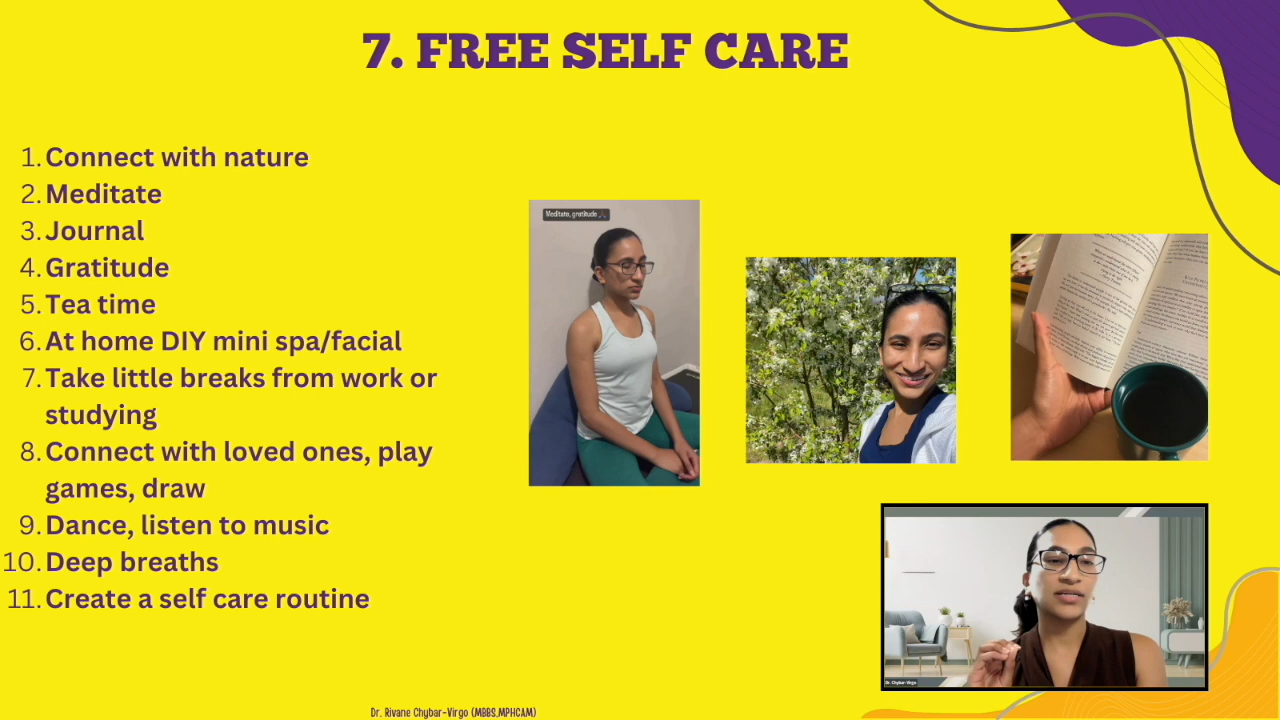 7. FREE SELF CARE
1. Connect with nature
2. Meditate
3. Journal
4. Gratitude
5. Tea time
6. At home DIY mini spa/facial
7. Take little breaks from work or
studying
8. Connect with loved ones, play
games, draw
9. Dance, listen to music
10. Deep breaths
11. Create a self care routine
Meditate, gratitude
Dr. Chybar-Virgo
Dr. Rivane Chybar-Virgo (MBBS,MPHCAM)